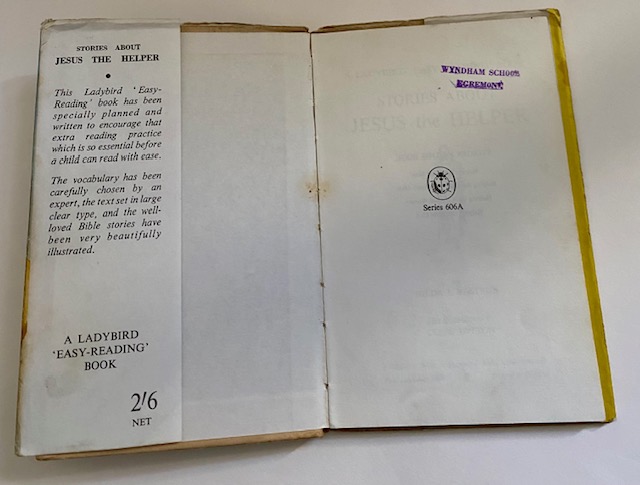 STORIES ABOUT
JESUS THE HELPER
This Ladybird 'Easy-
Reading' book has been
specially planned and
written to encourage that
extra reading practice
which is so essential before
a child can read with ease.
The vocabulary has been
carefully chosen by an
expert, the text set in large
clear type, and the well-
loved Bible stories have
been very beautifully
illustrated.
A LADYBIRD
'EASY-READING'
BOOK
2/6
NET
WYNDHAM SCHOOL
EGREMONT
STORIES ABOUT
JESUS the HELPER
Series 606A